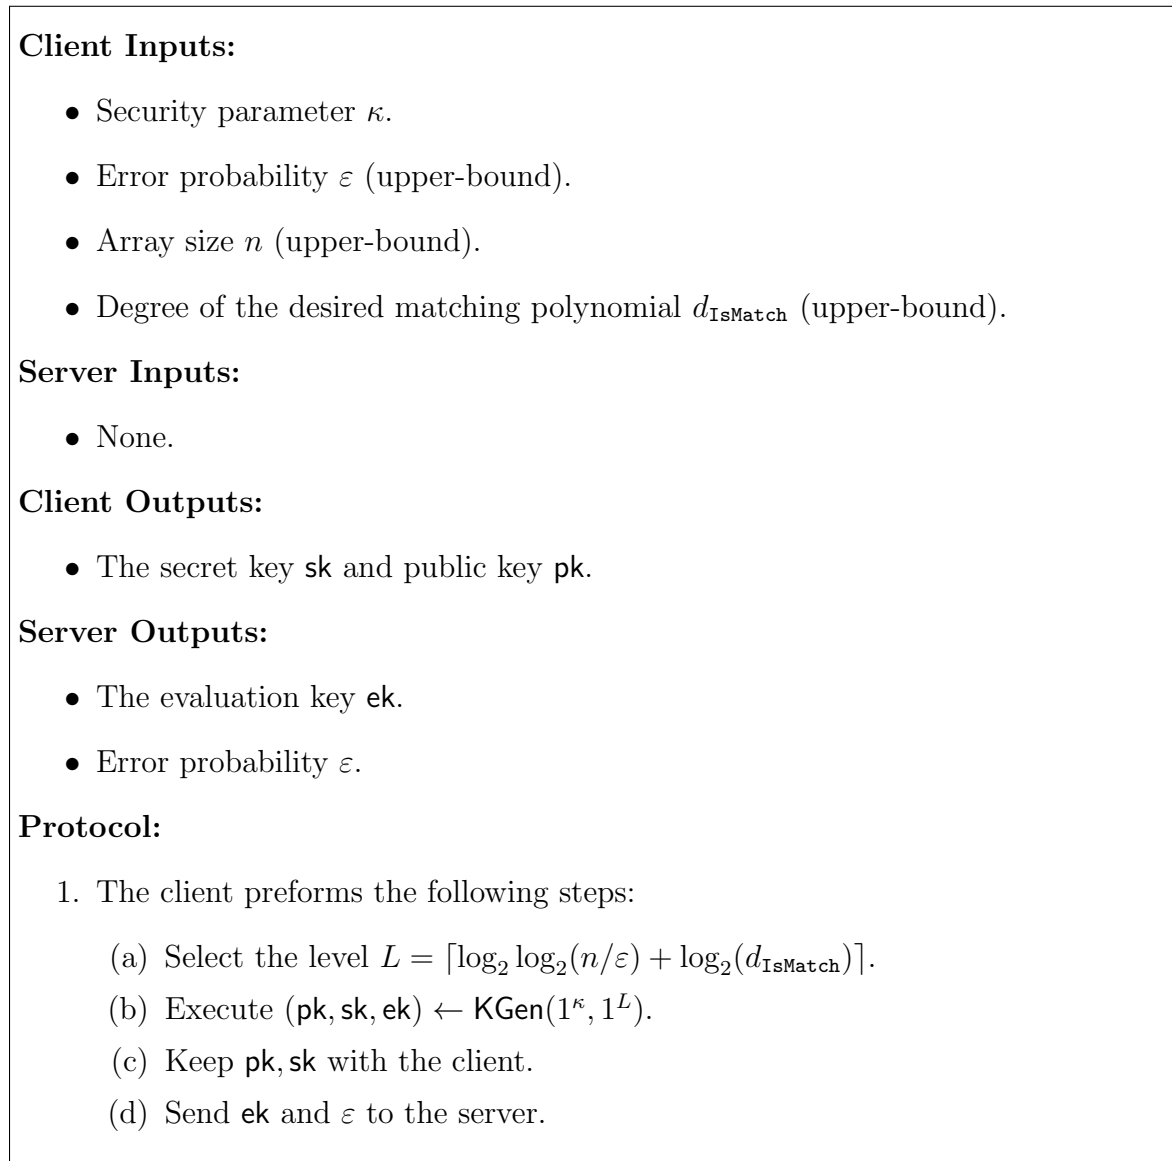 Client Inputs:
• Security parameter κ.
• Error probability ε (upper-bound).
• Array size n (upper-bound).
• Degree of the desired matching polynomial d_IsMatch (upper-bound).
Server Inputs:
• None.
Client Outputs:
• The secret key sk and public key pk.
Server Outputs:
• The evaluation key ek.
• Error probability ε.
Protocol:
1. The client preforms the following steps:
(a) Select the level L = ⌈log₂ log₂(n/ε) + log₂(d_IsMatch)⌉.
(b) Execute (pk, sk, ek) ← KGen(1^κ, 1^L).
(c) Keep pk, sk with the client.
(d) Send ek and ε to the server.